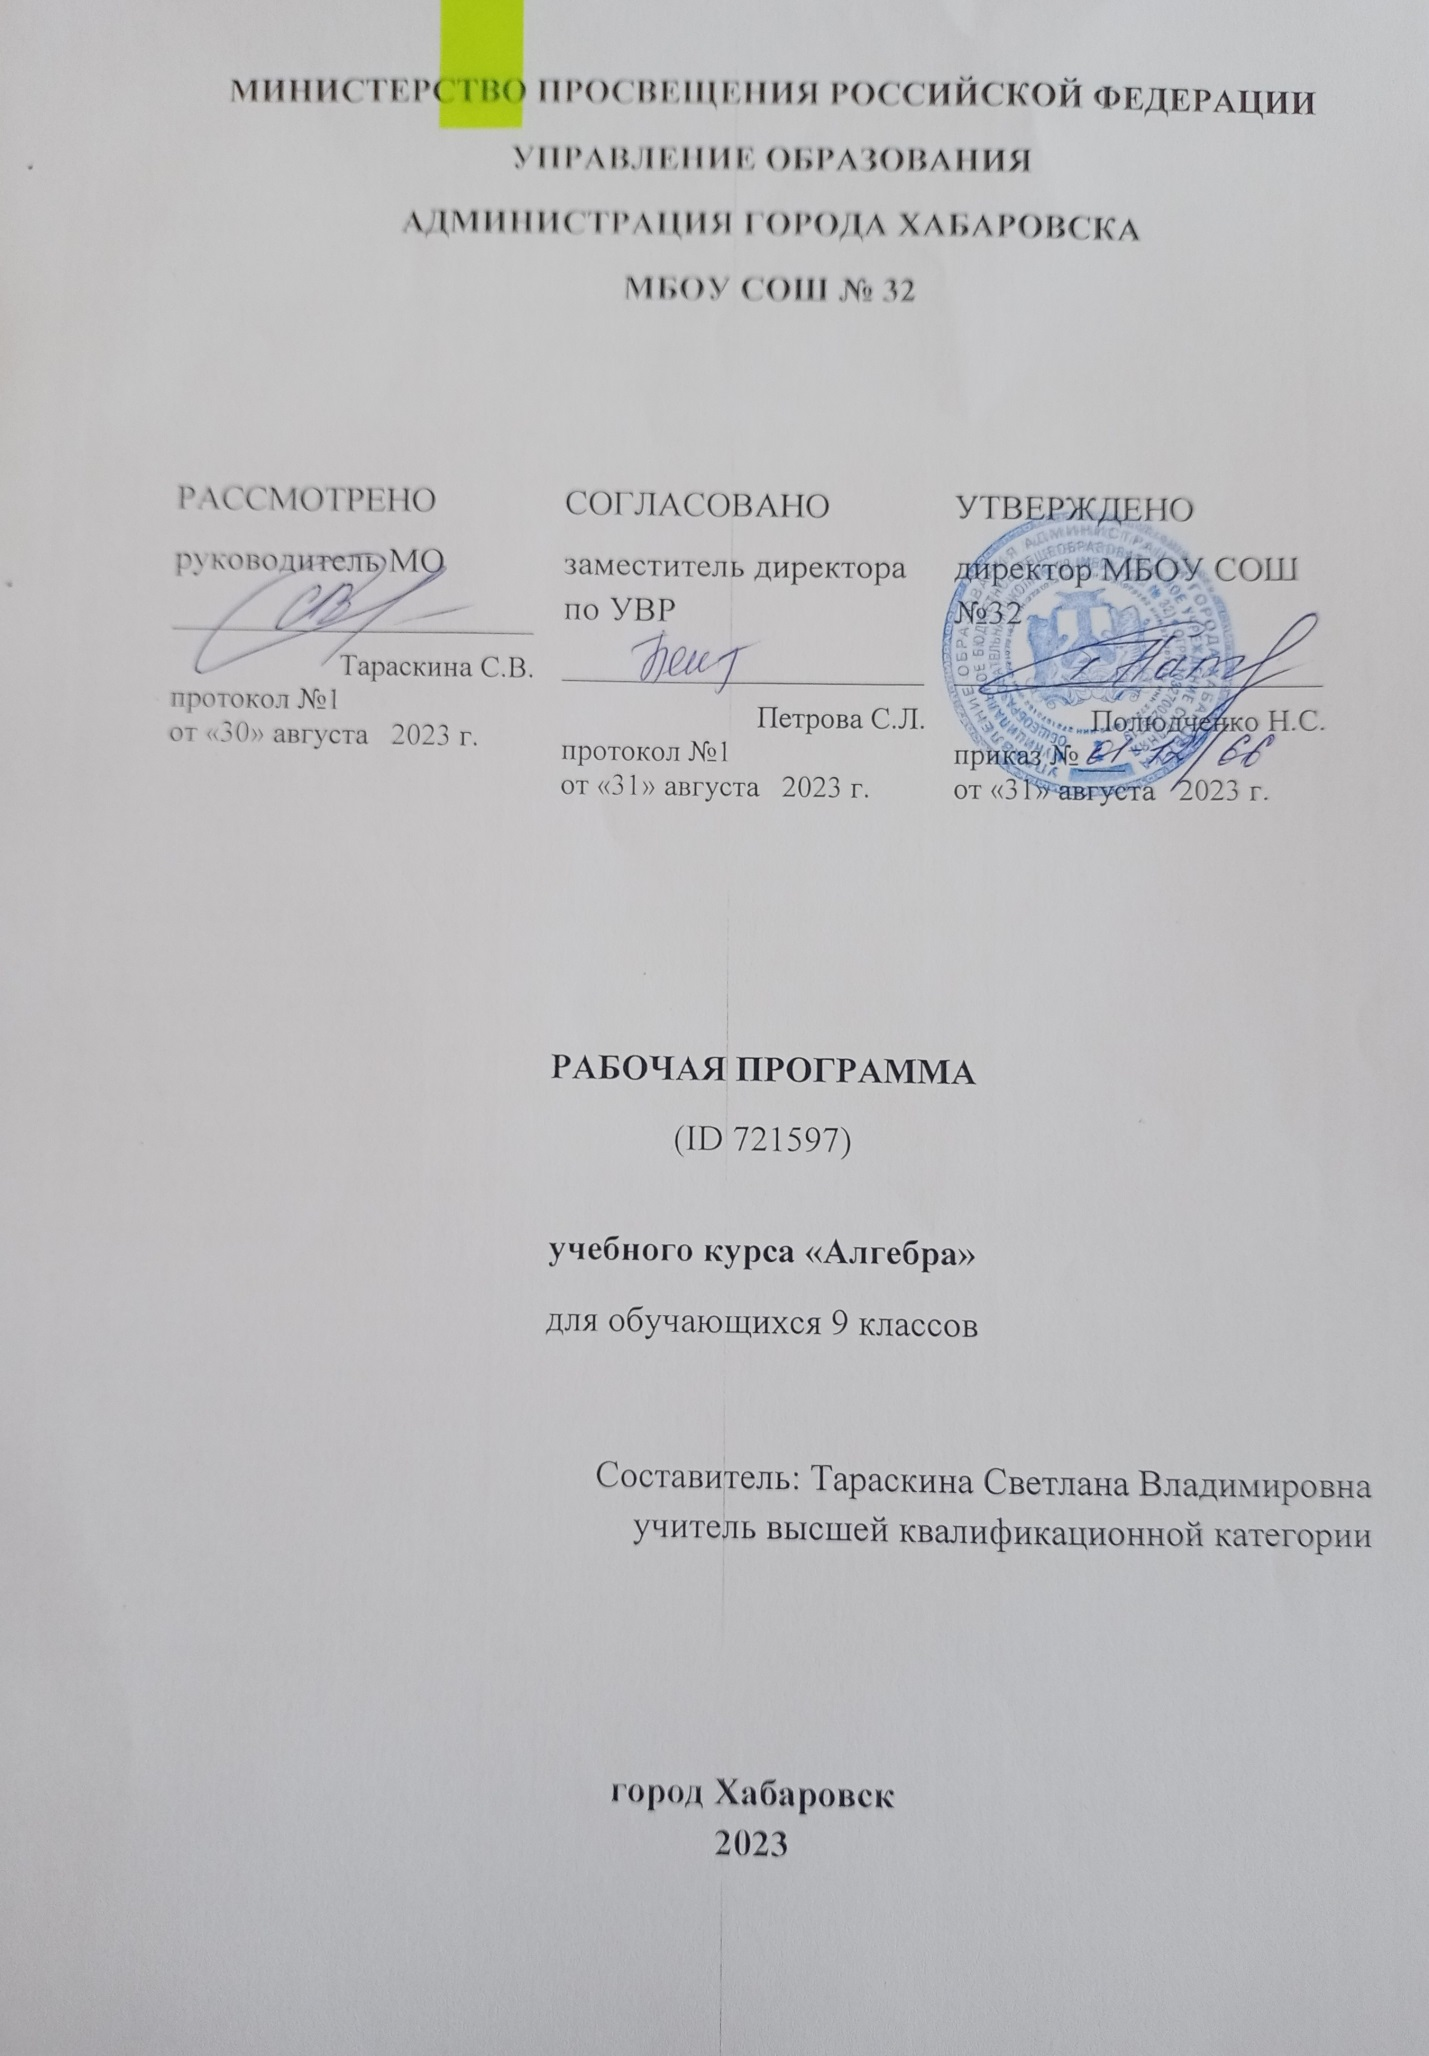 МИНИСТЕРСТВО ПРОСВЕЩЕНИЯ РОССИЙСКОЙ ФЕДЕРАЦИИ
УПРАВЛЕНИЕ ОБРАЗОВАНИЯ
АДМИНИСТРАЦИЯ ГОРОДА ХАБАРОВСКА
МБОУ СОШ № 32
РАССМОТРЕНО
руководитель МО
Тараскина С.В.
протокол №1
от «30» августа 2023 г.
СОГЛАСОВАНО
заместитель директора
по УВР
Петрова С.Л.
протокол №1
от «31» августа 2023 г.
УТВЕРЖДЕНО
директор МБОУ СОШ
№32
Полюдченко Н.С.
приказ № 01-12/66
от «31» августа 2023 г.
РАБОЧАЯ ПРОГРАММА
(ID 721597)
учебного курса «Алгебра»
для обучающихся 9 классов
Составитель: Тараскина Светлана Владимировна
учитель высшей квалификационной категории
город Хабаровск
2023